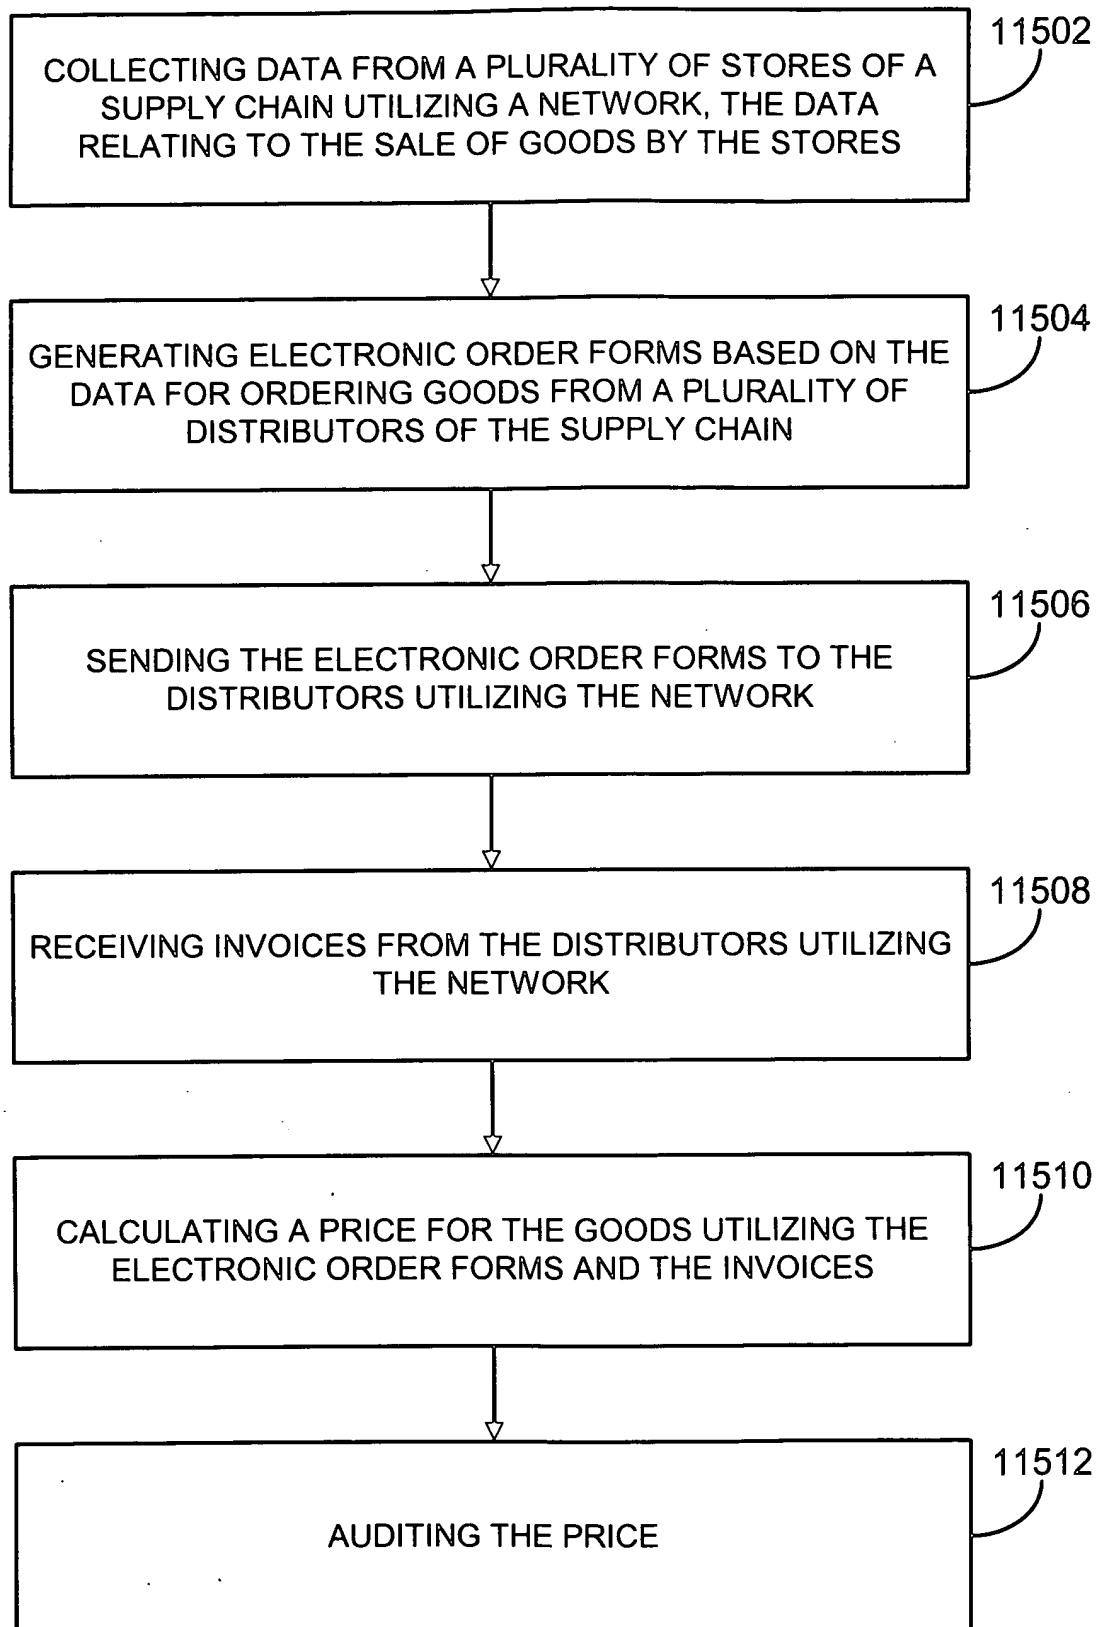 11502
COLLECTING DATA FROM A PLURALITY OF STORES OF A
SUPPLY CHAIN UTILIZING A NETWORK, THE DATA
RELATING TO THE SALE OF GOODS BY THE STORES
11504
GENERATING ELECTRONIC ORDER FORMS BASED ON THE
DATA FOR ORDERING GOODS FROM A PLURALITY OF
DISTRIBUTORS OF THE SUPPLY CHAIN
11506
SENDING THE ELECTRONIC ORDER FORMS TO THE
DISTRIBUTORS UTILIZING THE NETWORK
11508
RECEIVING INVOICES FROM THE DISTRIBUTORS UTILIZING
THE NETWORK
11510
CALCULATING A PRICE FOR THE GOODS UTILIZING THE
ELECTRONIC ORDER FORMS AND THE INVOICES
11512
AUDITING THE PRICE